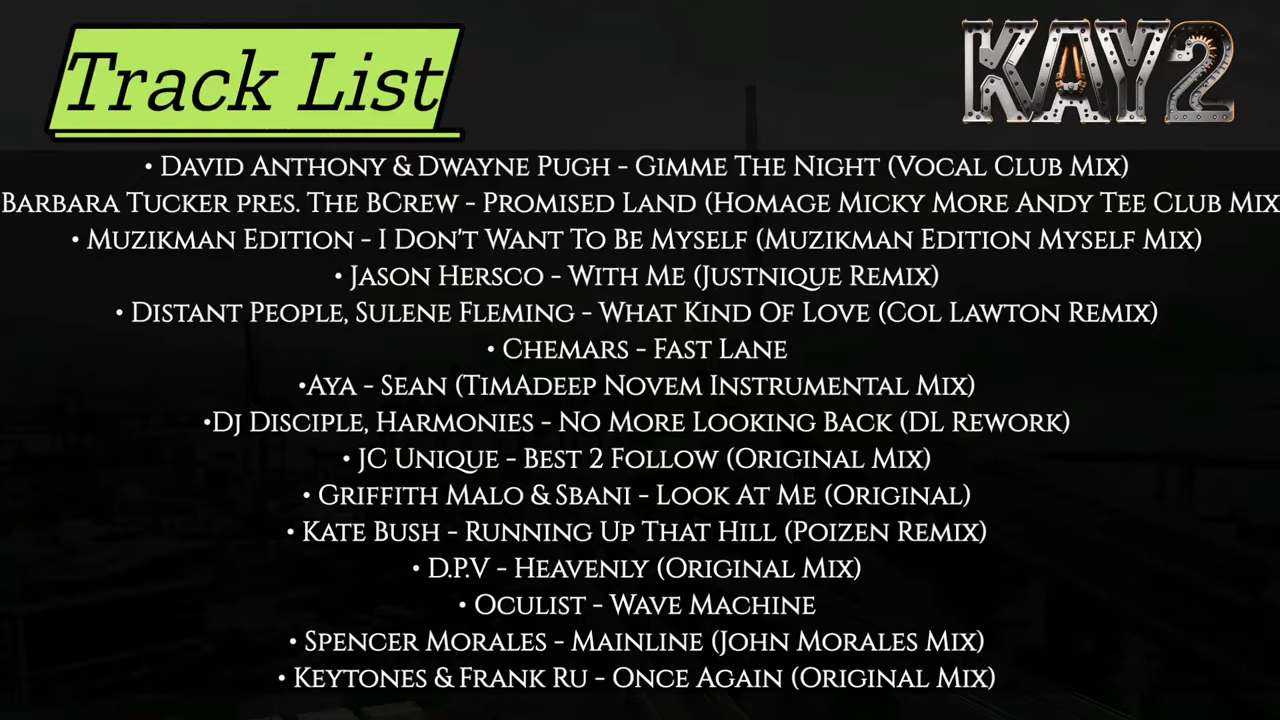 Track List
KAY2
• David Anthony & Dwayne Pugh - Gimme The Night (Vocal Club Mix)
Barbara Tucker pres. The BCrew - Promised Land (Homage Micky More Andy Tee Club Mix
• Muzikman Edition - I Don't Want To Be Myself (Muzikman Edition Myself Mix)
• Jason Hersco - With Me (Justnique Remix)
• Distant People, Sulene Fleming - What Kind Of Love (Col Lawton Remix)
• Chemars - Fast Lane
•Aya - Sean (TimAdeep Novem Instrumental Mix)
•Dj Disciple, Harmonies - No More Looking Back (DL Rework)
• JC Unique - Best 2 Follow (Original Mix)
• Griffith Malo & Sbani - Look At Me (Original)
• Kate Bush - Running Up That Hill (Poizen Remix)
• D.P.V - Heavenly (Original Mix)
• Oculist - Wave Machine
• Spencer Morales - Mainline (John Morales Mix)
• Keytones & Frank Ru - Once Again (Original Mix)